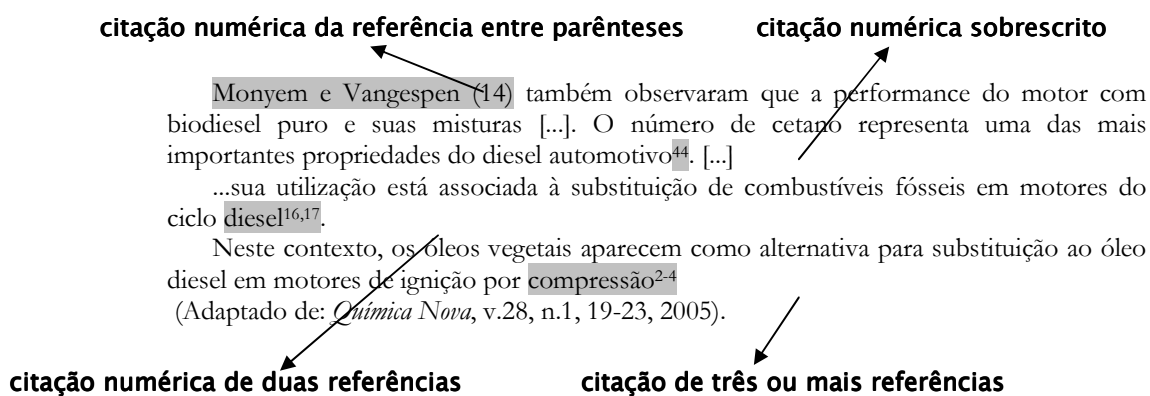 citação numérica da referência entre parênteses citação numérica sobrescrito
Monyem e Vangespen (14) também observaram que a performance do motor com
biodiesel puro e suas misturas [...]. O número de cetano representa uma das mais
importantes propriedades do diesel automotivo⁴⁴. [...]
...sua utilização está associada à substituição de combustíveis fósseis em motores do
ciclo diesel¹⁶,¹⁷.
Neste contexto, os óleos vegetais aparecem como alternativa para substituição ao óleo
diesel em motores de ignição por compressão²⁻⁴
(Adaptado de: Química Nova, v.28, n.1, 19-23, 2005).
citação numérica de duas referências citação de três ou mais referências